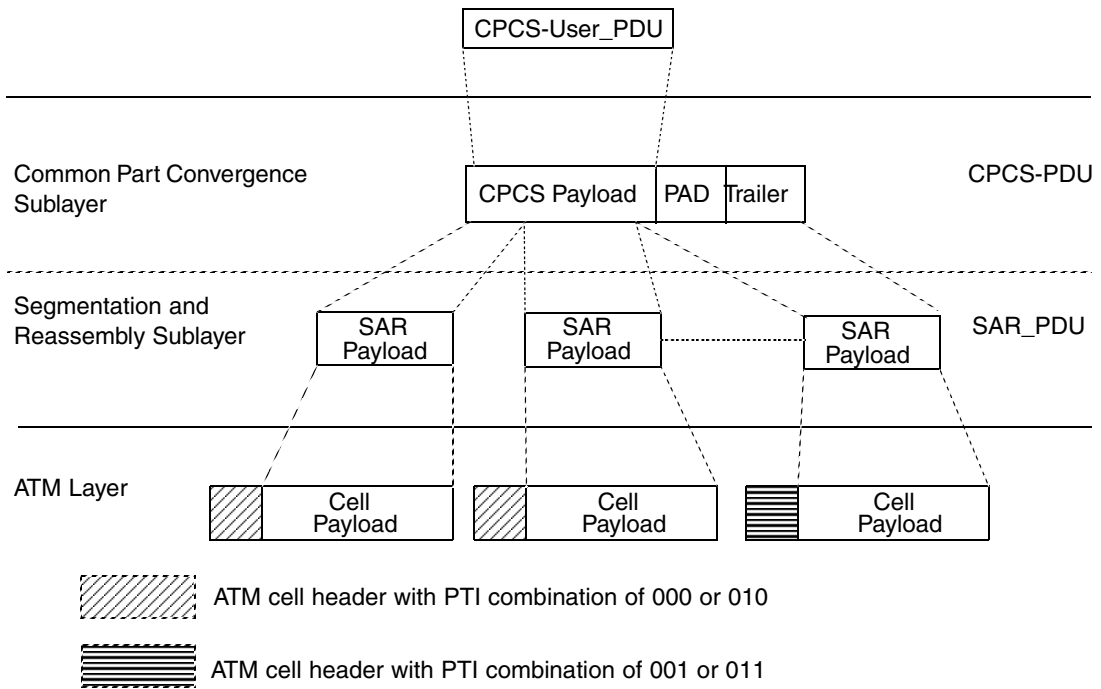 CPCS-User_PDU
Common Part Convergence
Sublayer
CPCS Payload
PAD
Trailer
CPCS-PDU
Segmentation and
Reassembly Sublayer
SAR
Payload
SAR
Payload
SAR
Payload
SAR_PDU
ATM Layer
Cell
Payload
Cell
Payload
Cell
Payload
ATM cell header with PTI combination of 000 or 010
ATM cell header with PTI combination of 001 or 011